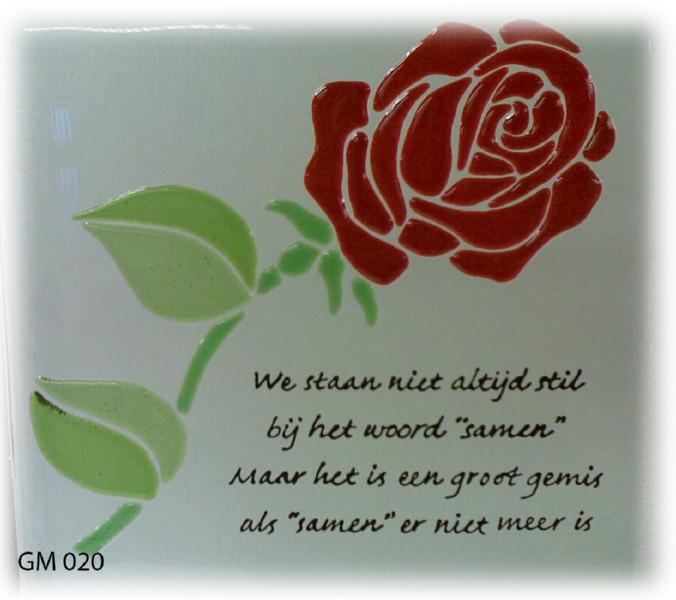 We staan niet altijd stil
bij het woord "samen"
Maar het is een groot gemis
als "samen" er niet meer is
GM 020